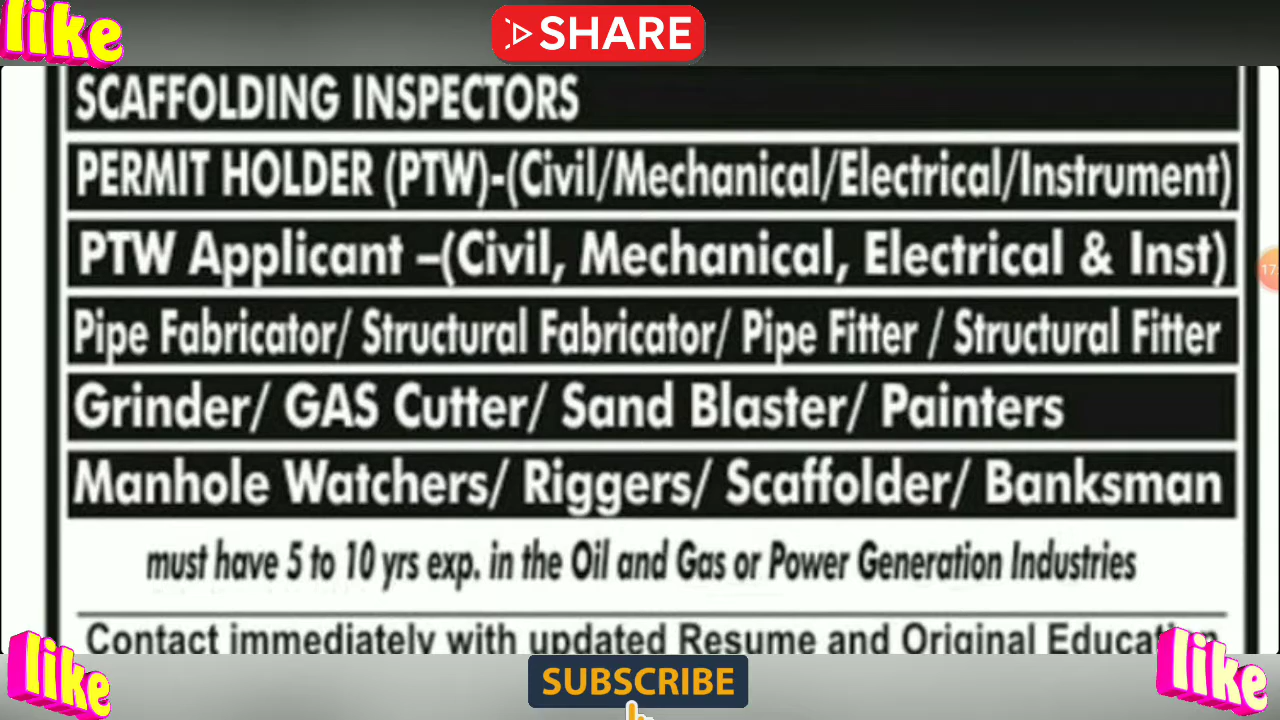 like
SHARE
SCAFFOLDING INSPECTORS
PERMIT HOLDER (PTW)-(Civil/Mechanical/Electrical/Instrument)
PTW Applicant –(Civil, Mechanical, Electrical & Inst)
17
Pipe Fabricator/ Structural Fabricator/ Pipe Fitter / Structural Fitter
Grinder/ GAS Cutter/ Sand Blaster/ Painters
Manhole Watchers/ Riggers/ Scaffolder/ Banksman
must have 5 to 10 yrs exp. in the Oil and Gas or Power Generation Industries
Contact immediately with updated Resume and Original
like
SUBSCRIBE
like